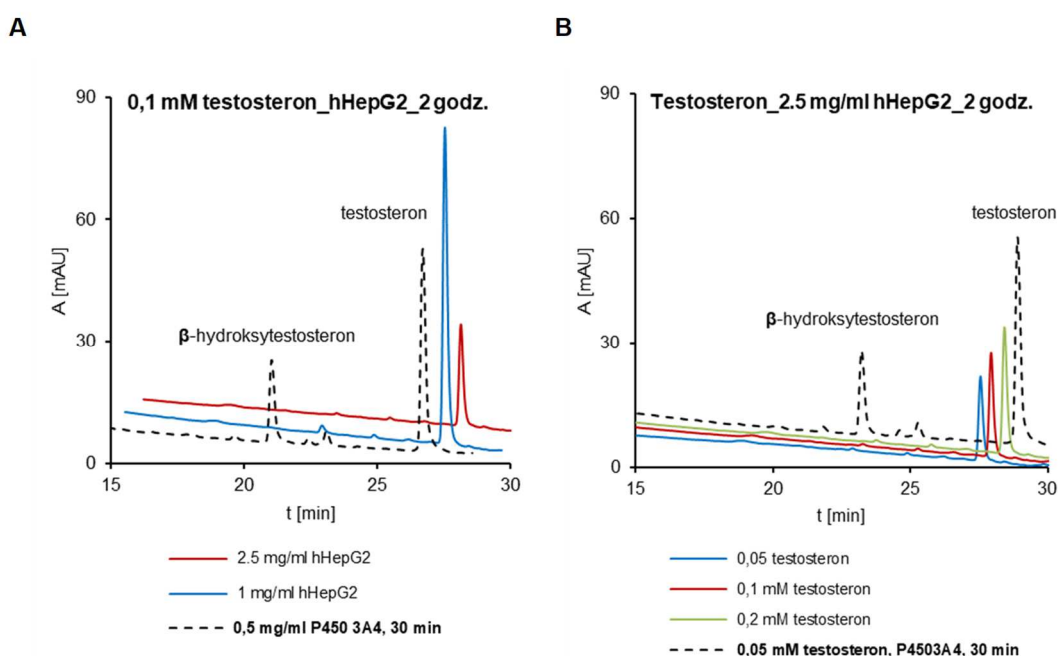 A
B
0,1 mM testosteron_hHepG2_2 godz.
90
60
30
0
15
20
25
30
A [mAU]
t [min]
testosteron
β-hydroksytestosteron
2.5 mg/ml hHepG2
1 mg/ml hHepG2
0,5 mg/ml P450 3A4, 30 min
Testosteron_2.5 mg/ml hHepG2_2 godz.
90
60
30
0
15
20
25
30
A [mAU]
t [min]
testosteron
β-hydroksytestosteron
0,05 testosteron
0,1 mM testosteron
0,2 mM testosteron
0,05 mM testosteron, P4503A4, 30 min